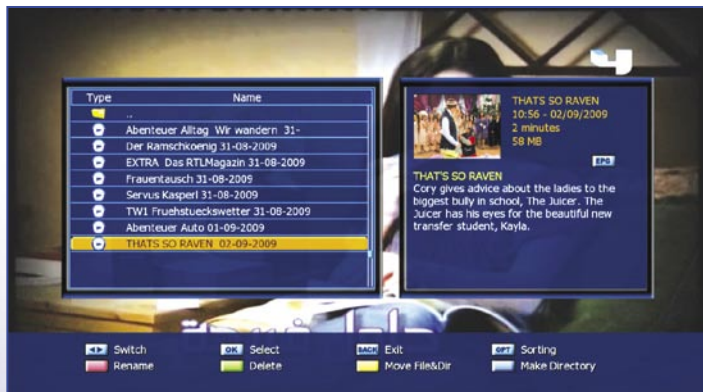 Type Name
..
Abenteuer Alltag Wir wandern 31-
Der Ramschkoenig 31-08-2009
EXTRA Das RTLMagazin 31-08-2009
Frauentausch 31-08-2009
Servus Kasperl 31-08-2009
TW1 Fruehstueckswetter 31-08-2009
Abenteuer Auto 01-09-2009
THATS SO RAVEN 02-09-2009
THATS SO RAVEN
10:56 - 02/09/2009
2 minutes
58 MB
EPG
THAT'S SO RAVEN
Cory gives advice about the ladies to the
biggest bully in school, The Juicer. The
Juicer has his eyes for the beautiful new
transfer student, Kayla.
Switch OK Select BACK Exit OPT Sorting
Rename Delete Move File&Dir Make Directory